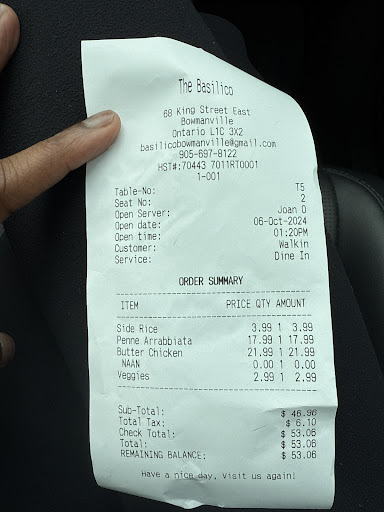 The Basilico
68 King Street East
Bowmanville
Ontario L1C 3X2
basilicobowmanville@gmail.com
905-697-8122
HST#:70443 7011RT0001
1-001
Table-No: T5
Seat No: 2
Open Server: Joan O
Open date: 06-Oct-2024
Open time: 01:20PM
Customer: Walkin
Service: Dine In
ORDER SUMMARY
ITEM PRICE QTY AMOUNT
Side Rice 3.99 1 3.99
Penne Arrabbiata 17.99 1 17.99
Butter Chicken 21.99 1 21.99
NAAN 0.00 1 0.00
Veggies 2.99 1 2.99
Sub-Total: $ 46.96
Total Tax: $ 6.10
Check Total: $ 53.06
Total: $ 53.06
REMAINING BALANCE: $ 53.06
Have a nice day, Visit us again!